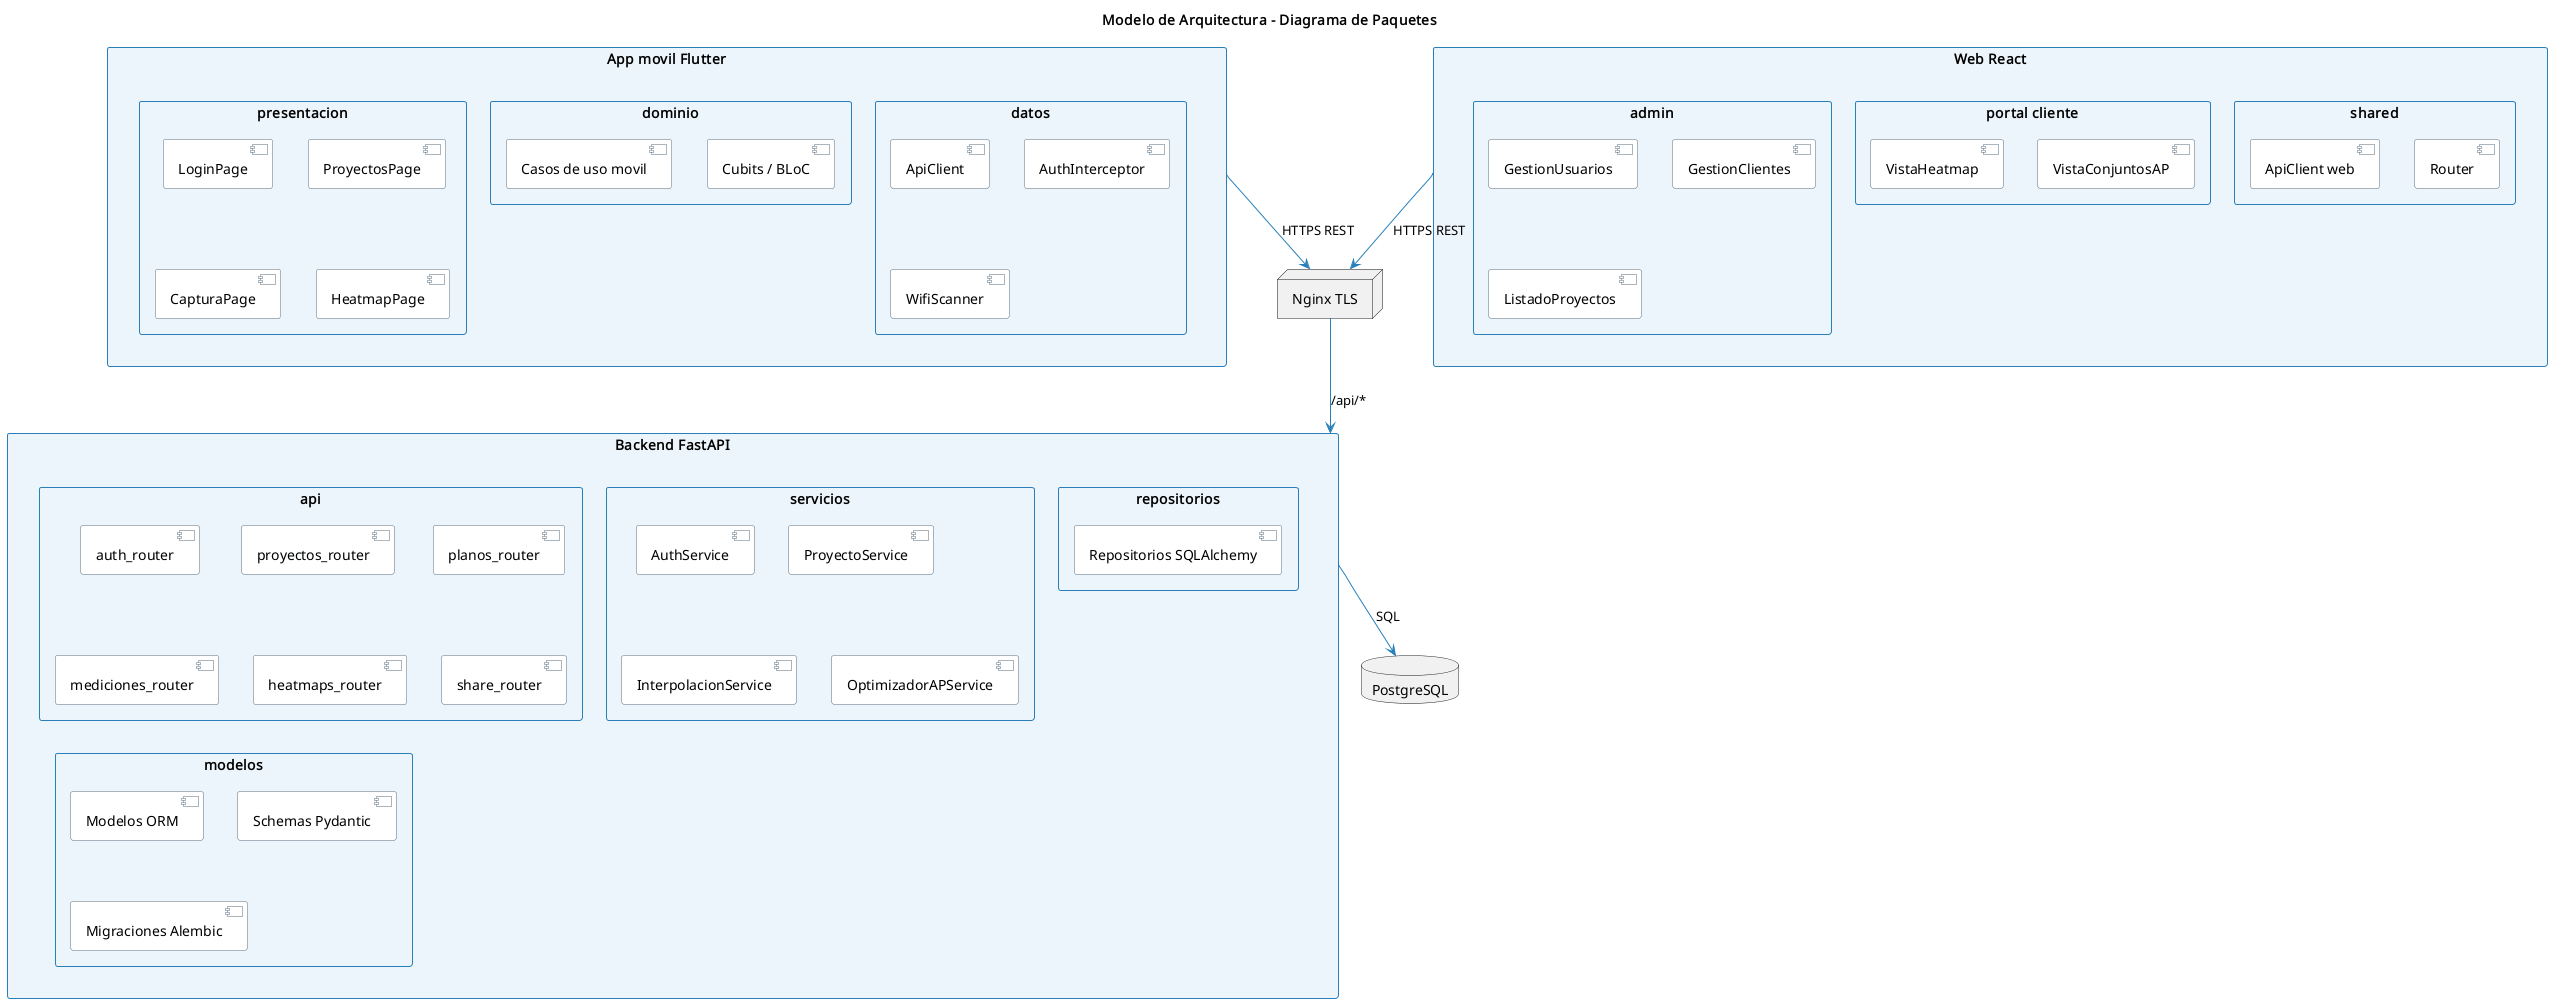 Modelo de Arquitectura - Diagrama de Paquetes
App movil Flutter
presentacion
LoginPage
ProyectosPage
CapturaPage
HeatmapPage
dominio
Casos de uso movil
Cubits / BLoC
datos
ApiClient
AuthInterceptor
WifiScanner
Web React
admin
GestionUsuarios
GestionClientes
ListadoProyectos
portal cliente
VistaHeatmap
VistaConjuntosAP
shared
ApiClient web
Router
HTTPS REST
HTTPS REST
Nginx TLS
/api/*
Backend FastAPI
api
auth_router
proyectos_router
planos_router
mediciones_router
heatmaps_router
share_router
servicios
AuthService
ProyectoService
InterpolacionService
OptimizadorAPService
repositorios
Repositorios SQLAlchemy
modelos
Modelos ORM
Schemas Pydantic
Migraciones Alembic
SQL
PostgreSQL